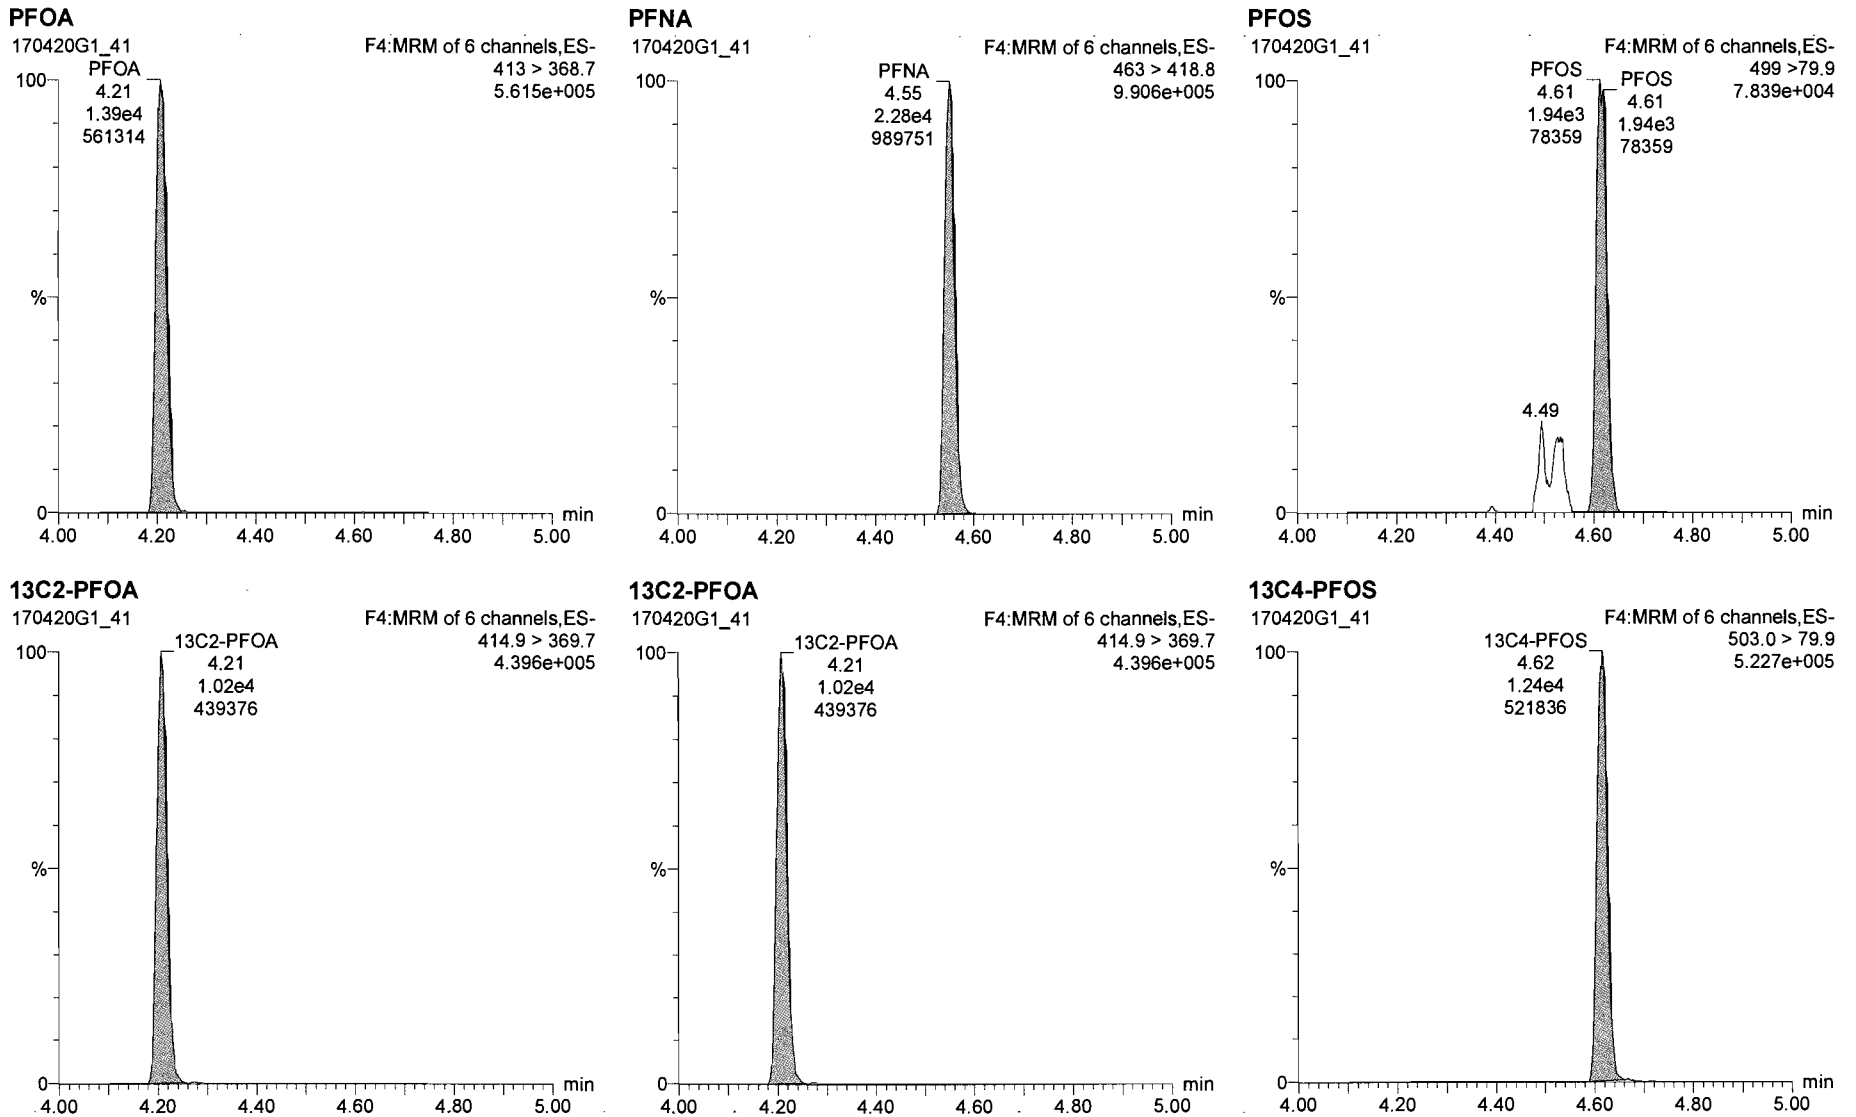 PFOA
170420G1_41
F4:MRM of 6 channels,ES-
413 > 368.7
5.615e+005
PFOA
4.21
1.39e4
561314
100
%
0
4.00 4.20 4.40 4.60 4.80 5.00
min
PFNA
170420G1_41
F4:MRM of 6 channels,ES-
463 > 418.8
9.906e+005
PFNA
4.55
2.28e4
989751
100
%
0
4.00 4.20 4.40 4.60 4.80 5.00
min
PFOS
170420G1_41
F4:MRM of 6 channels,ES-
499 >79.9
7.839e+004
PFOS
4.61
1.94e3
78359
PFOS
4.61
1.94e3
78359
4.49
100
%
0
4.00 4.20 4.40 4.60 4.80 5.00
min
13C2-PFOA
170420G1_41
F4:MRM of 6 channels,ES-
414.9 > 369.7
4.396e+005
13C2-PFOA
4.21
1.02e4
439376
100
%
0
4.00 4.20 4.40 4.60 4.80 5.00
min
13C2-PFOA
170420G1_41
F4:MRM of 6 channels,ES-
414.9 > 369.7
4.396e+005
13C2-PFOA
4.21
1.02e4
439376
100
%
0
4.00 4.20 4.40 4.60 4.80 5.00
min
13C4-PFOS
170420G1_41
F4:MRM of 6 channels,ES-
503.0 > 79.9
5.227e+005
13C4-PFOS
4.62
1.24e4
521836
100
%
0
4.00 4.20 4.40 4.60 4.80 5.00
min